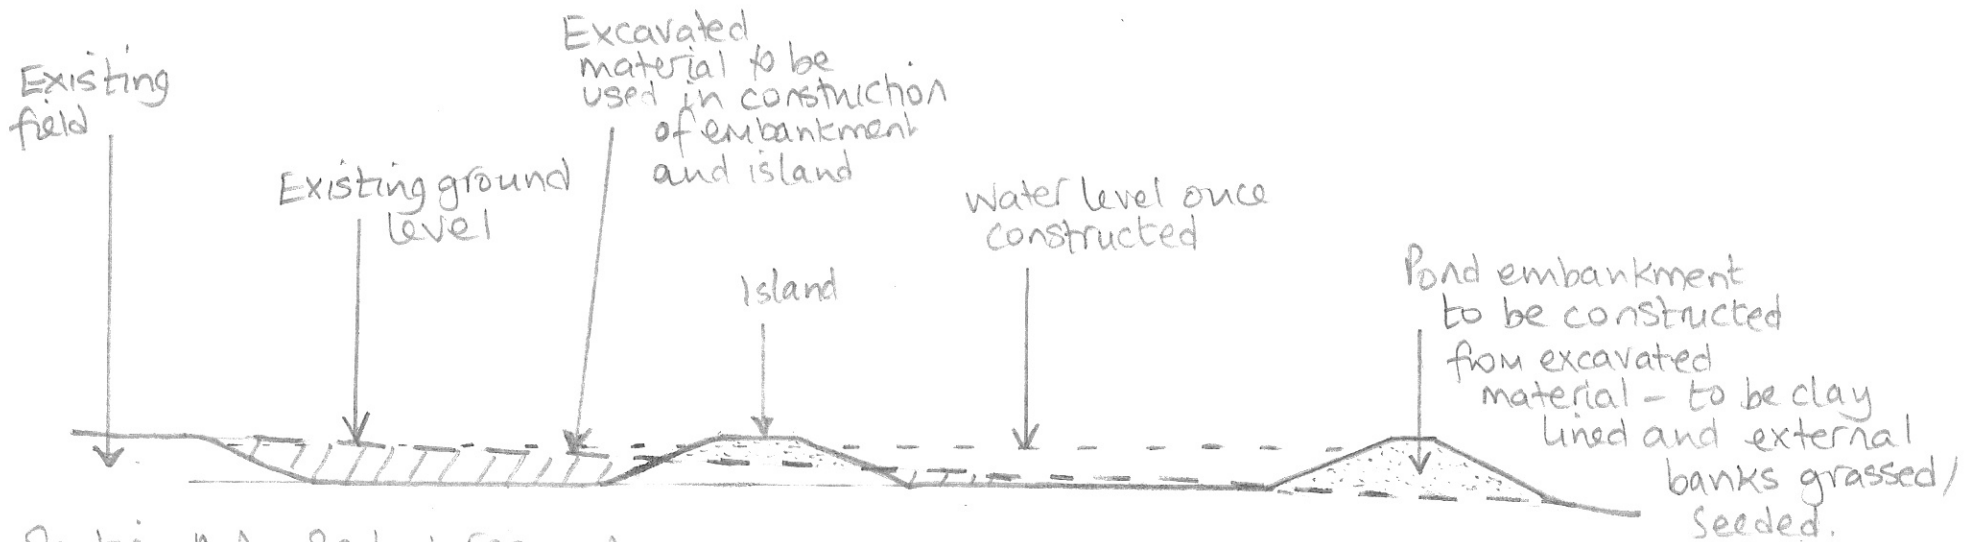 Existing
field
Existing ground
level
Excavated
material to be
used in construction
of embankment
and island
Island
Water level once
constructed
Pond embankment
to be constructed
from excavated
material - to be clay
lined and external
banks grassed/
seeded.